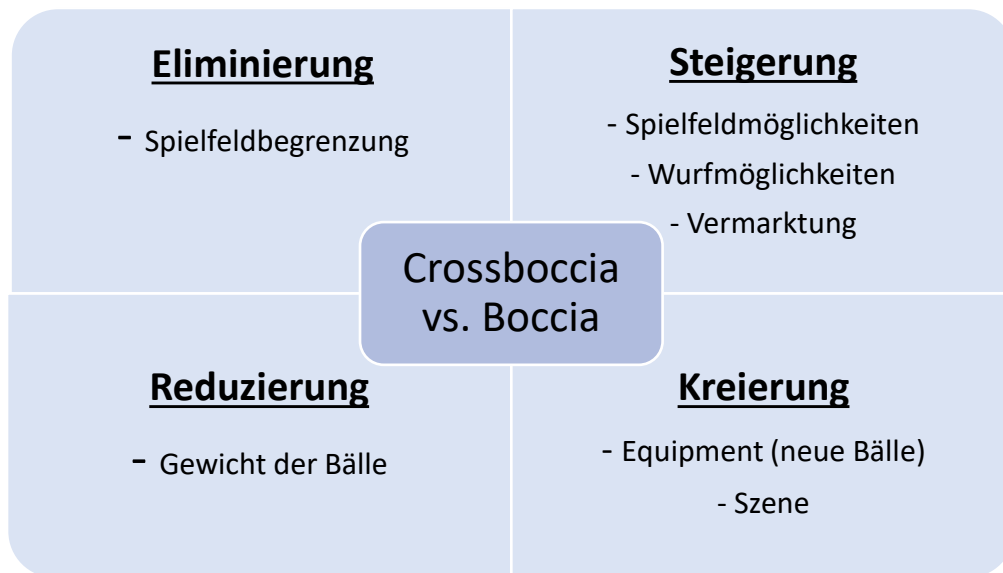 Eliminierung
- Spielfeldbegrenzung
Steigerung
- Spielfeldmöglichkeiten
- Wurfmöglichkeiten
- Vermarktung
Crossboccia
vs. Boccia
Reduzierung
- Gewicht der Bälle
Kreierung
- Equipment (neue Bälle)
- Szene